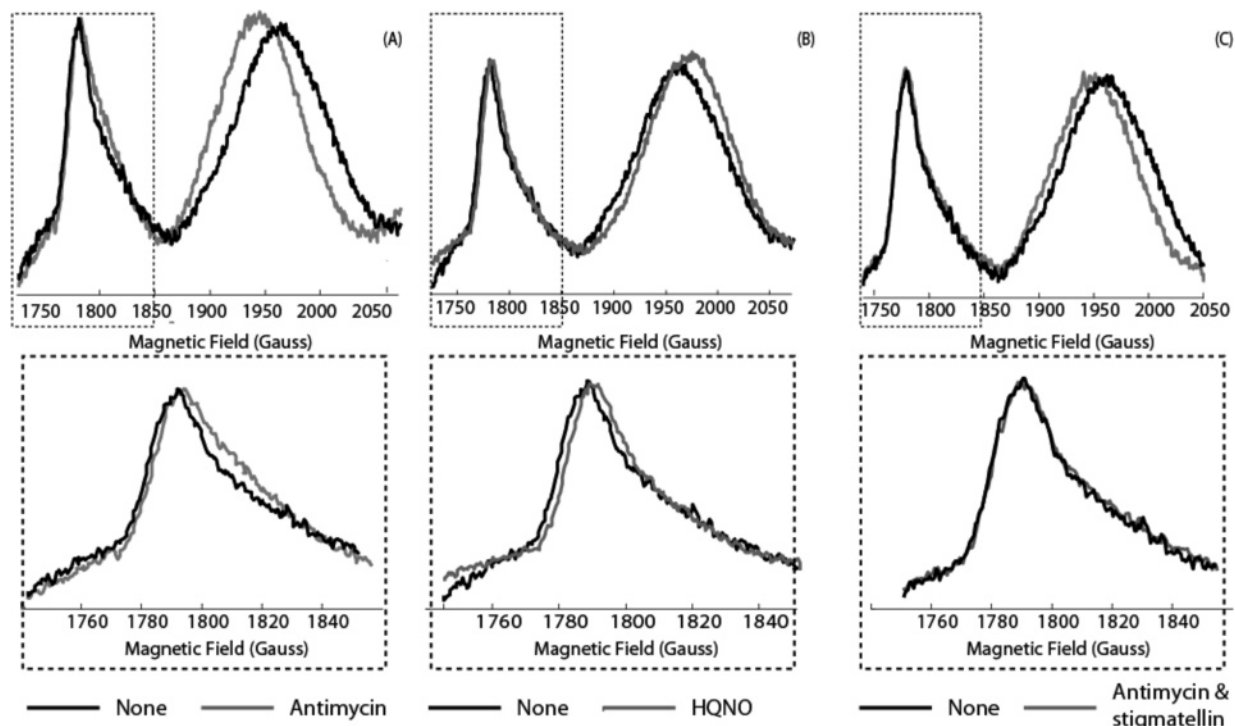 (A)
(B)
(C)
1750 1800 1850 1900 1950 2000 2050
1750 1800 1850 1900 1950 2000 2050
1750 1800 1850 1900 1950 2000 2050
Magnetic Field (Gauss)
Magnetic Field (Gauss)
Magnetic Field (Gauss)
1760 1780 1800 1820 1840
1760 1780 1800 1820 1840
1760 1780 1800 1820 1840
Magnetic Field (Gauss)
Magnetic Field (Gauss)
Magnetic Field (Gauss)
None Antimycin
None HQNO
None Antimycin &
stigmatellin